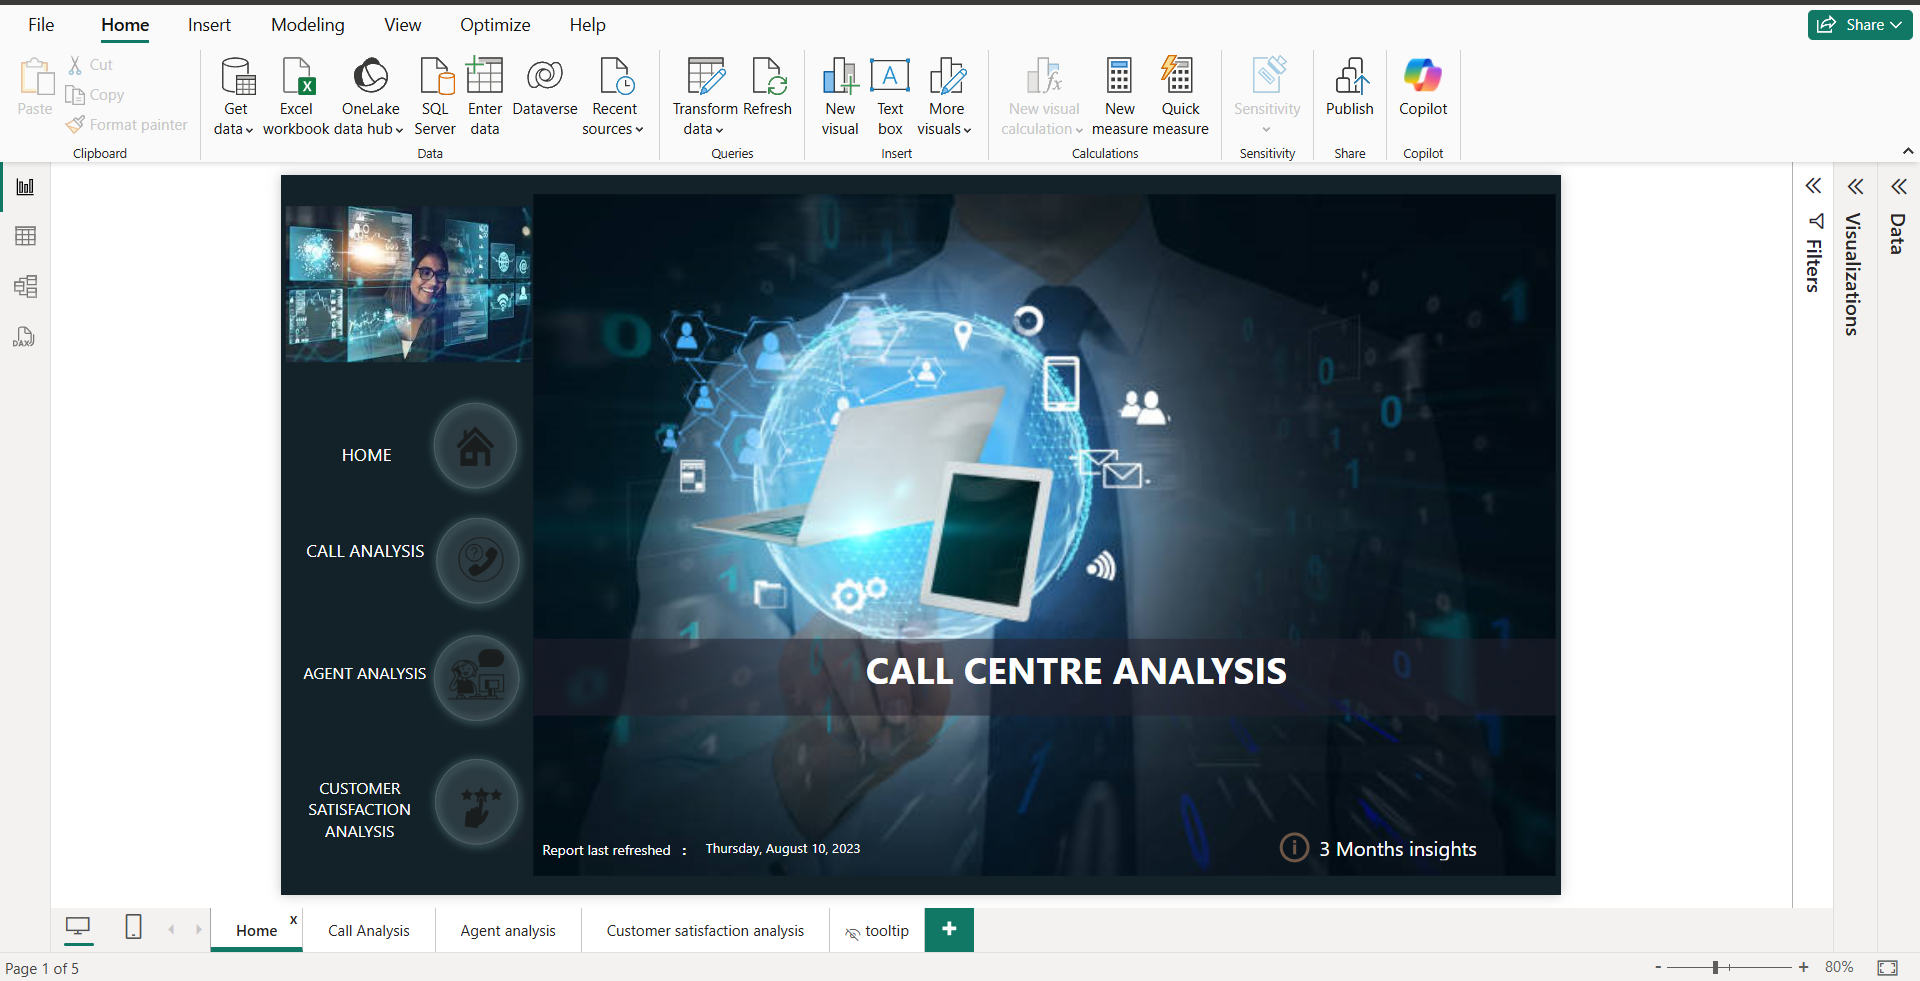 File Home Insert Modeling View Optimize Help Share
Paste
Cut
Copy
Format painter
Clipboard
Get data
Excel workbook
OneLake data hub
SQL Server
Enter data
Dataverse
Recent sources
Data
Transform data
Refresh
Queries
New visual
Text box
More visuals
Insert
New visual calculation
New measure
Quick measure
Calculations
Sensitivity
Sensitivity
Publish
Share
Copilot
Copilot
DAX
HOME
CALL ANALYSIS
AGENT ANALYSIS
CUSTOMER
SATISFACTION
ANALYSIS
CALL CENTRE ANALYSIS
Report last refreshed : Thursday, August 10, 2023
3 Months insights
Filters
Visualizations
Data
Home x Call Analysis Agent analysis Customer satisfaction analysis tooltip +
Page 1 of 5
- + 80%